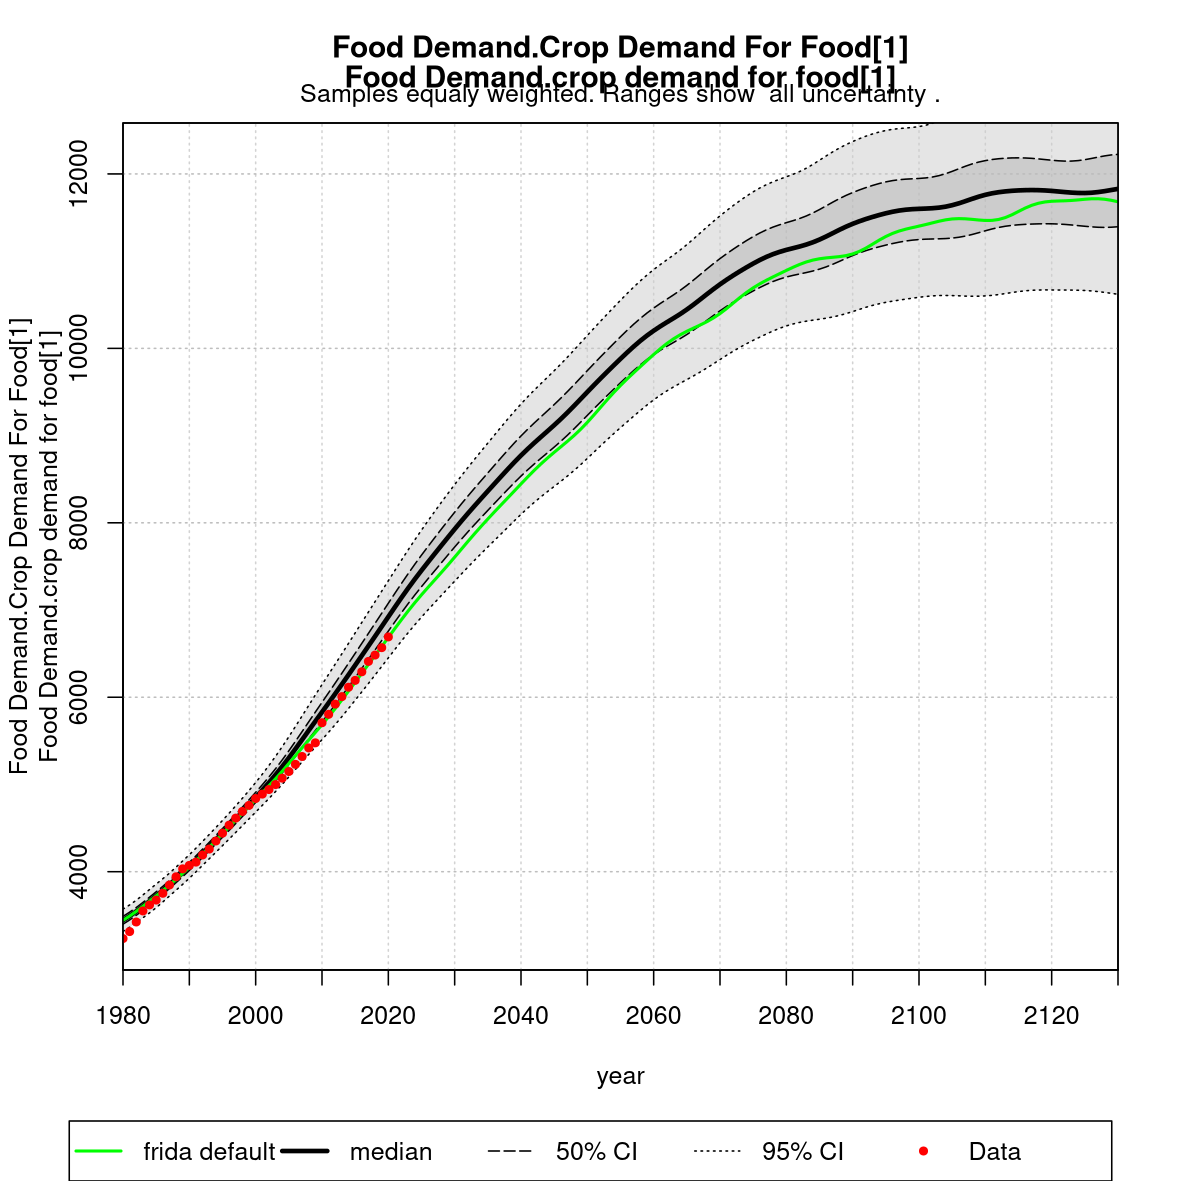 Food Demand.Crop Demand For Food[1]
Food Demand.crop demand for food[1]
Samples equaly weighted. Ranges show  all uncertainty .
Food Demand.Crop Demand For Food[1]
Food Demand.crop demand for food[1]
12000
10000
8000
6000
4000
1980 2000 2020 2040 2060 2080 2100 2120
year
frida default median 50% CI 95% CI Data